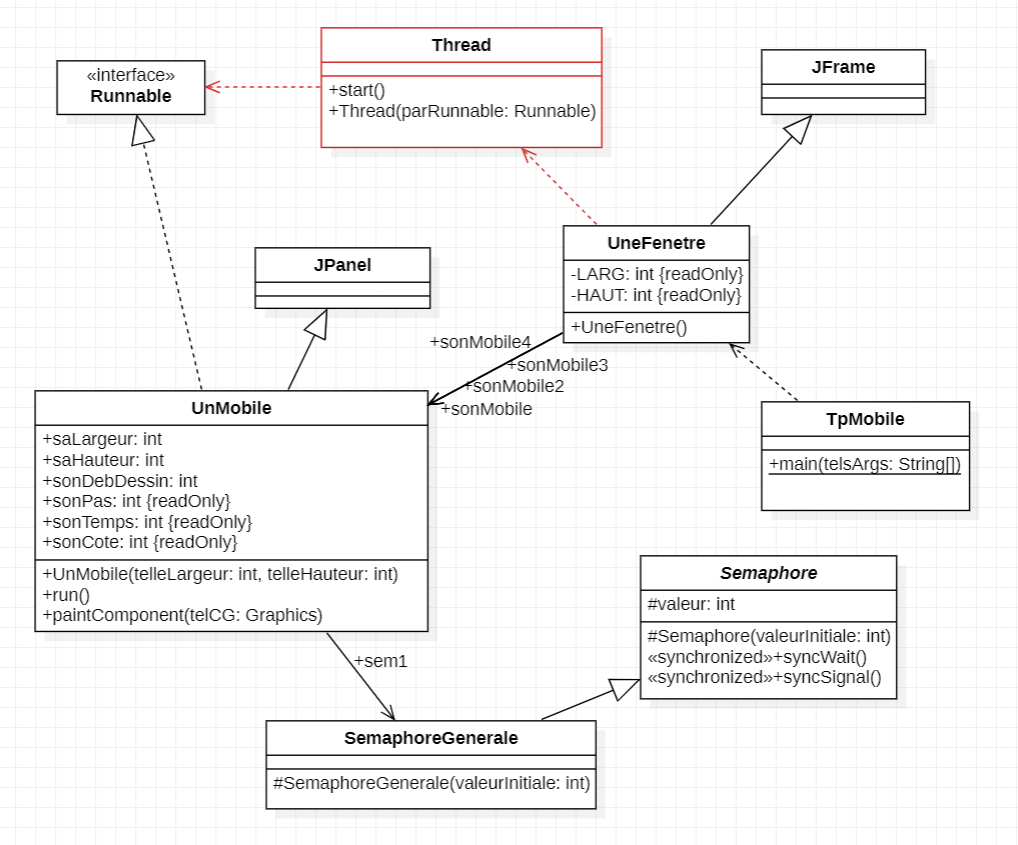 Thread
+start()
+Thread(parRunnable: Runnable)
«interface»
Runnable
JFrame
UneFenetre
-LARG: int {readOnly}
-HAUT: int {readOnly}
+UneFenetre()
JPanel
+sonMobile4
+sonMobile3
+sonMobile2
+sonMobile
UnMobile
+saLargeur: int
+saHauteur: int
+sonDebDessin: int
+sonPas: int {readOnly}
+sonTemps: int {readOnly}
+sonCote: int {readOnly}
+UnMobile(telleLargeur: int, telleHauteur: int)
+run()
+paintComponent(telCG: Graphics)
TpMobile
+main(telsArgs: String[])
Semaphore
#valeur: int
#Semaphore(valeurInitiale: int)
«synchronized»+syncWait()
«synchronized»+syncSignal()
+sem1
SemaphoreGenerale
#SemaphoreGenerale(valeurInitiale: int)